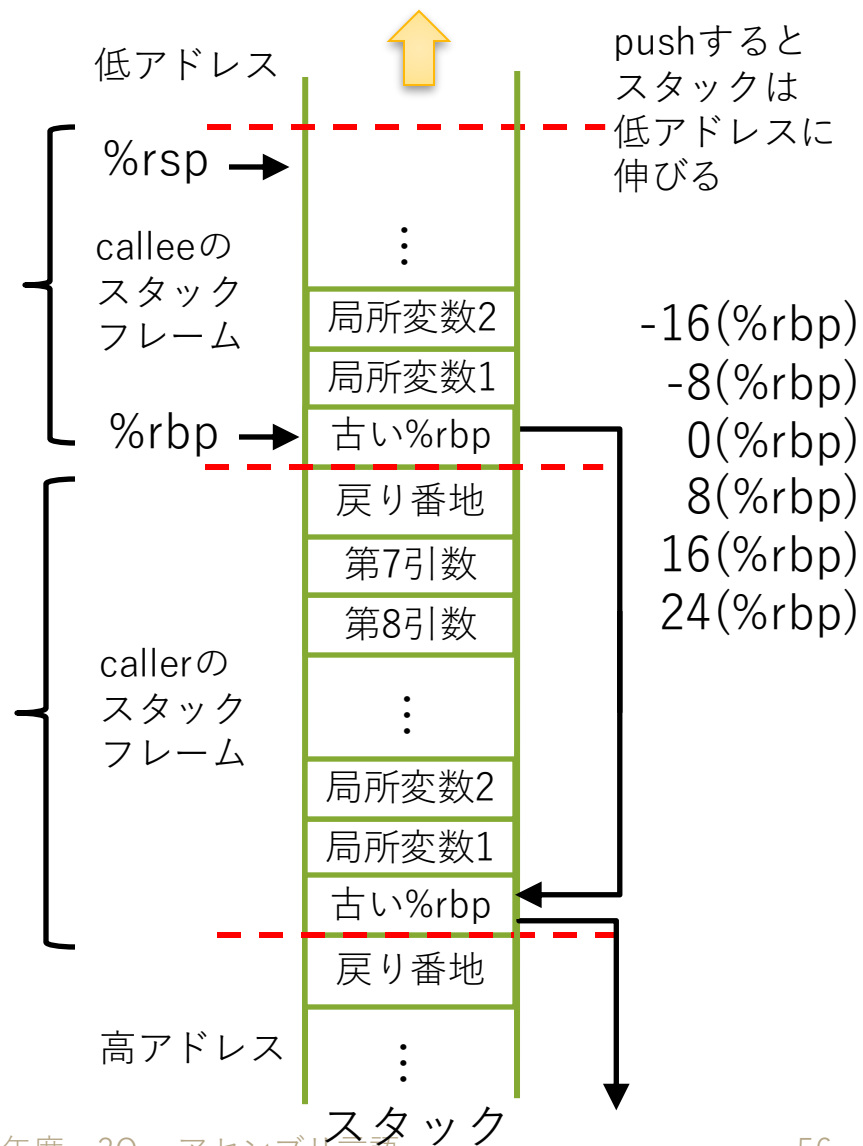 低アドレス
pushすると
スタックは
低アドレスに
伸びる
%rsp
calleeの
スタック
フレーム
⋮
局所変数2
-16(%rbp)
局所変数1
-8(%rbp)
%rbp
古い%rbp
0(%rbp)
戻り番地
8(%rbp)
第7引数
16(%rbp)
第8引数
24(%rbp)
callerの
スタック
フレーム
⋮
局所変数2
局所変数1
古い%rbp
戻り番地
高アドレス
⋮
スタック